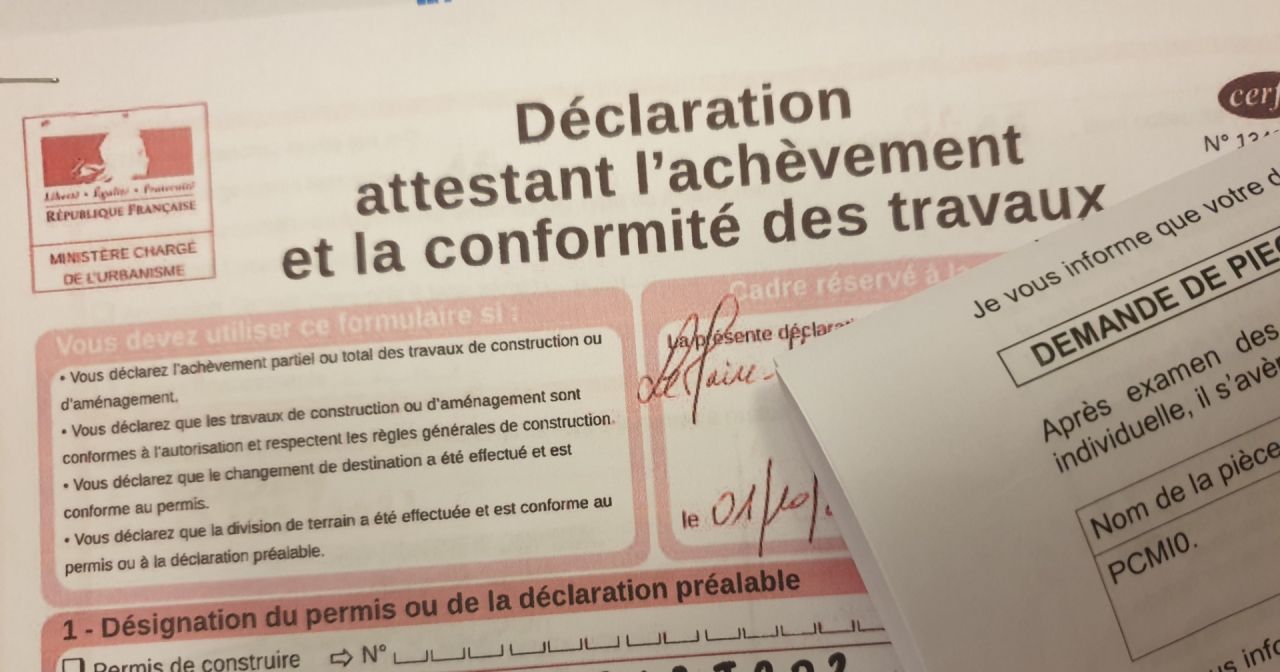 Déclaration
attestant l'achèvement
et la conformité des travaux
Liberté • Égalité • Fraternité
RÉPUBLIQUE FRANÇAISE
MINISTÈRE CHARGÉ
DE L'URBANISME
cerf
N°
Vous devez utiliser ce formulaire si :
• Vous déclarez l'achèvement partiel ou total des travaux de construction ou
d'aménagement.
• Vous déclarez que les travaux de construction ou d'aménagement sont
conformes à l'autorisation et respectent les règles générales de construction.
• Vous déclarez que le changement de destination a été effectué et est
conforme au permis.
• Vous déclarez que la division de terrain a été effectuée et est conforme au
permis ou à la déclaration préalable.
Cadre réservé à la
La présente déclara
le 01/10/
1 - Désignation du permis ou de la déclaration préalable
Permis de construire ⇨ N°
Je vous informe que votre d
DEMANDE DE PIE
Après examen des
individuelle, il s'avè
Nom de la pièce
PCMI0.